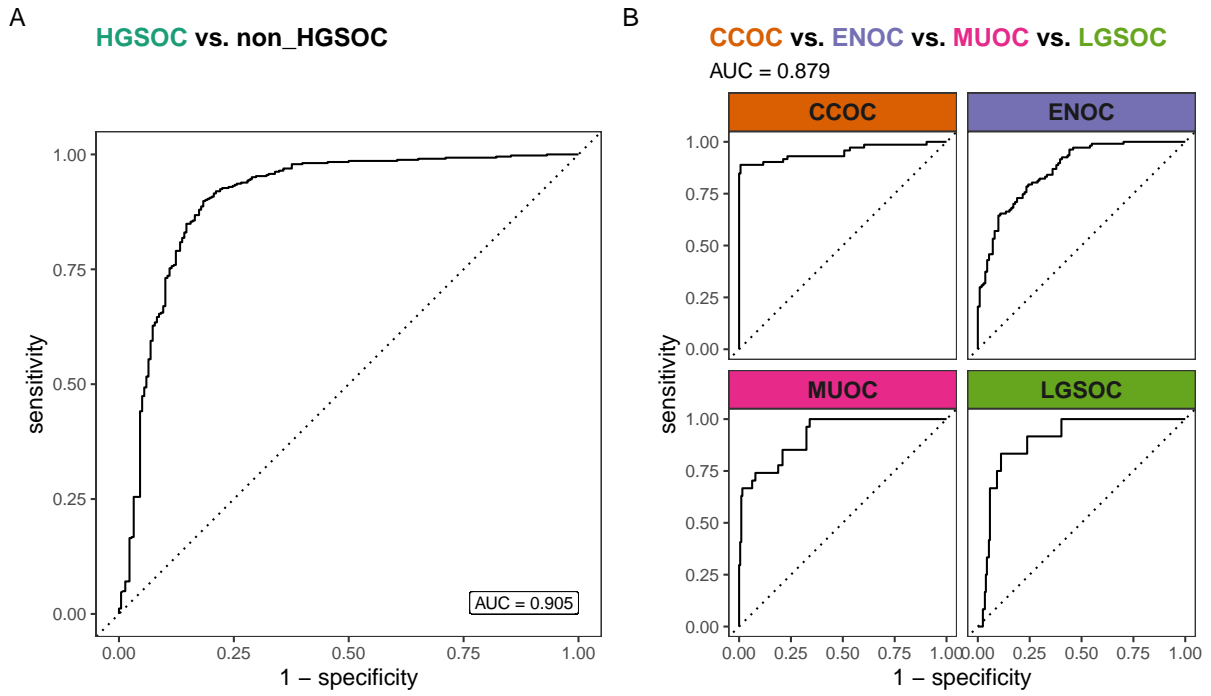 A
HGSOC vs. non_HGSOC
sensitivity
1.00
0.75
0.50
0.25
0.00
AUC = 0.905
0.00 0.25 0.50 0.75 1.00
1 − specificity
B
CCOC vs. ENOC vs. MUOC vs. LGSOC
AUC = 0.879
CCOC ENOC
1.00
0.75
0.50
0.25
0.00
sensitivity
MUOC LGSOC
1.00
0.75
0.50
0.25
0.00
0.00 0.25 0.50 0.75 1.00 0.00 0.25 0.50 0.75 1.00
1 − specificity